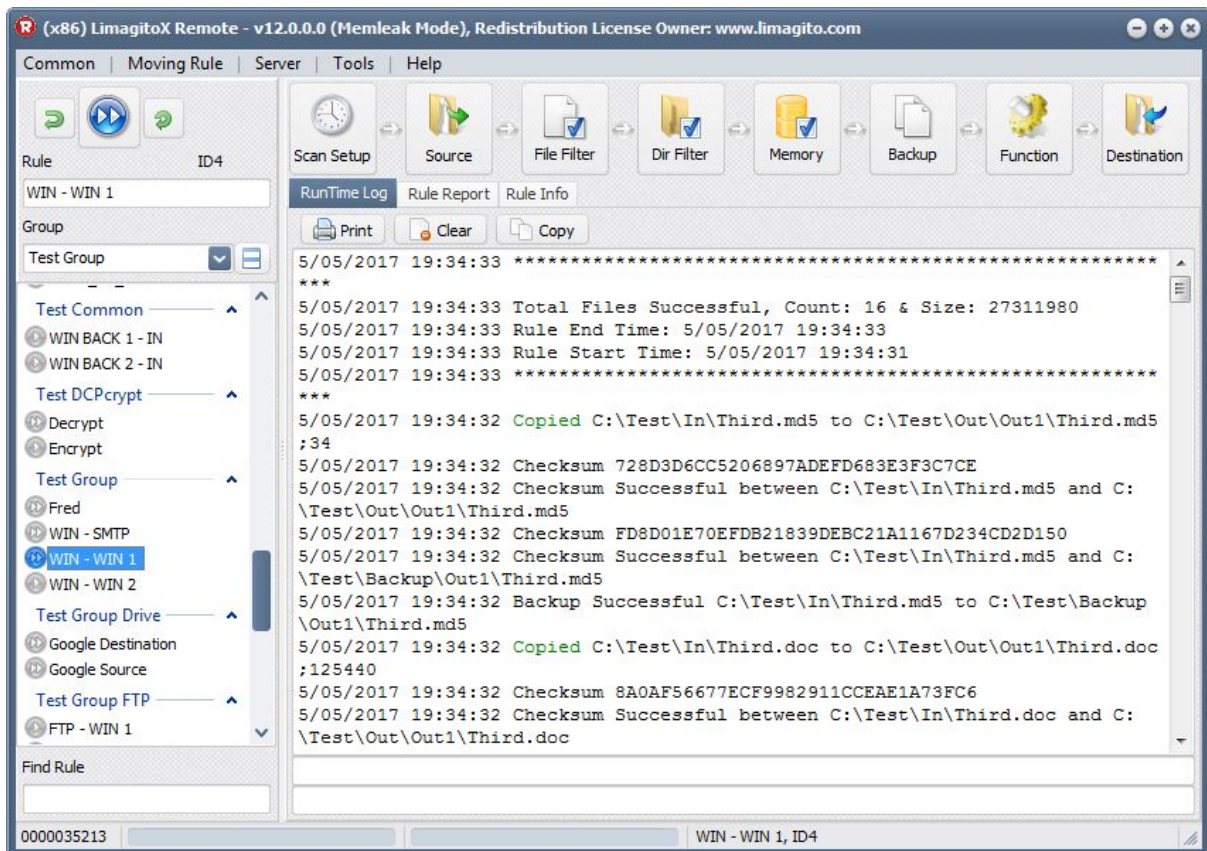 (x86) LimagitoX Remote - v12.0.0.0 (Memleak Mode), Redistribution License Owner: www.limagito.com
Common | Moving Rule | Server | Tools | Help
Rule ID4
WIN - WIN 1
Group
Test Group
Test Common
WIN BACK 1 - IN
WIN BACK 2 - IN
Test DCPcrypt
Decrypt
Encrypt
Test Group
Fred
WIN - SMTP
WIN - WIN 1
WIN - WIN 2
Test Group Drive
Google Destination
Google Source
Test Group FTP
FTP - WIN 1
Find Rule
Scan Setup Source File Filter Dir Filter Memory Backup Function Destination
RunTime Log Rule Report Rule Info
Print Clear Copy
5/05/2017 19:34:33 *********************************************************
***
5/05/2017 19:34:33 Total Files Successful, Count: 16 & Size: 27311980
5/05/2017 19:34:33 Rule End Time: 5/05/2017 19:34:33
5/05/2017 19:34:33 Rule Start Time: 5/05/2017 19:34:31
5/05/2017 19:34:33 *********************************************************
***
5/05/2017 19:34:32 Copied C:\Test\In\Third.md5 to C:\Test\Out\Out1\Third.md5
;34
5/05/2017 19:34:32 Checksum 728D3D6CC5206897ADEFD683E3F3C7CE
5/05/2017 19:34:32 Checksum Successful between C:\Test\In\Third.md5 and C:
\Test\Out\Out1\Third.md5
5/05/2017 19:34:32 Checksum FD8D01E70EFDB21839DEBC21A1167D234CD2D150
5/05/2017 19:34:32 Checksum Successful between C:\Test\In\Third.md5 and C:
\Test\Backup\Out1\Third.md5
5/05/2017 19:34:32 Backup Successful C:\Test\In\Third.md5 to C:\Test\Backup
\Out1\Third.md5
5/05/2017 19:34:32 Copied C:\Test\In\Third.doc to C:\Test\Out\Out1\Third.doc
;125440
5/05/2017 19:34:32 Checksum 8A0AF56677ECF9982911CCEAE1A73FC6
5/05/2017 19:34:32 Checksum Successful between C:\Test\In\Third.doc and C:
\Test\Out\Out1\Third.doc
0000035213 WIN - WIN 1, ID4